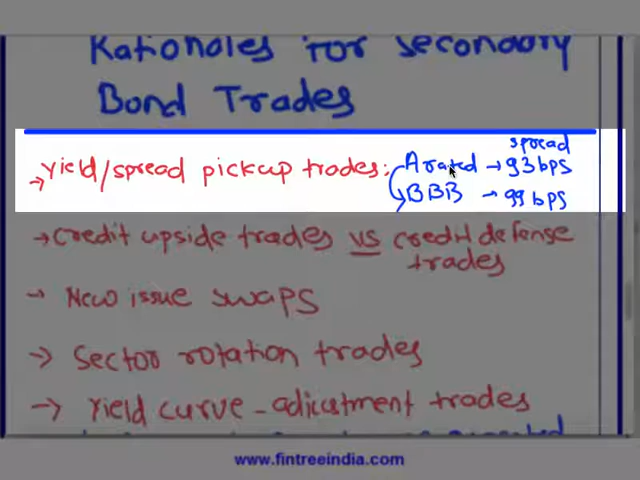 Rationales for Secondary
Bond Trades
spread
→ Yield/spread pickup trades: A rated → 93 bps
BBB → 99 bps
→ credit upside trades vs credit defense
trades
→ New issue swaps
→ Sector rotation trades
→ Yield curve-adjustment trades
www.fintreeindia.com